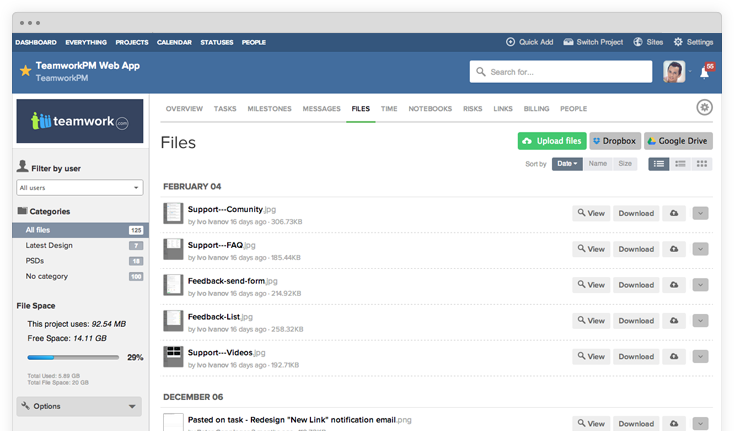 DASHBOARD EVERYTHING PROJECTS CALENDAR STATUSES PEOPLE Quick Add Switch Project Sites Settings
TeamworkPM Web App
TeamworkPM
Search for...
55
teamwork.com
OVERVIEW TASKS MILESTONES MESSAGES FILES TIME NOTEBOOKS RISKS LINKS BILLING PEOPLE
Files
Upload files Dropbox Google Drive
Sort by Date Name Size
Filter by user
All users
Categories
All files 125
Latest Design 7
PSDs 18
No category 100
File Space
This project uses: 92.54 MB
Free Space: 14.11 GB
29%
Total Used: 5.89 GB
Total File Space: 20 GB
Options
FEBRUARY 04
Support---Comunity.jpg
by Ivo Ivanov 16 days ago - 306.73KB
View Download
Support---FAQ.jpg
by Ivo Ivanov 16 days ago - 185.44KB
View Download
Feedback-send-form.jpg
by Ivo Ivanov 16 days ago - 214.92KB
View Download
Feedback-List.jpg
by Ivo Ivanov 16 days ago - 258.32KB
View Download
Support---Videos.jpg
by Ivo Ivanov 16 days ago - 192.71KB
View Download
DECEMBER 06
Pasted on task - Redesign "New Link" notification email.png
View Download